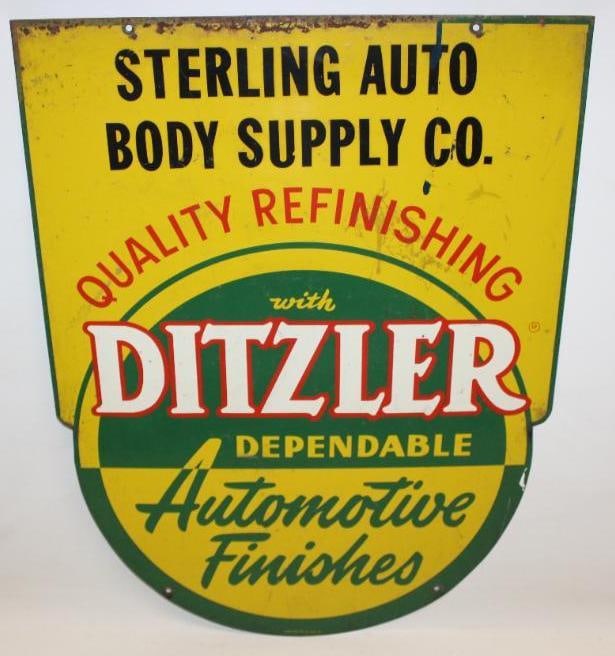 STERLING AUTO
BODY SUPPLY CO.
QUALITY REFINISHING
with
DITZLER
DEPENDABLE
Automotive
Finishes